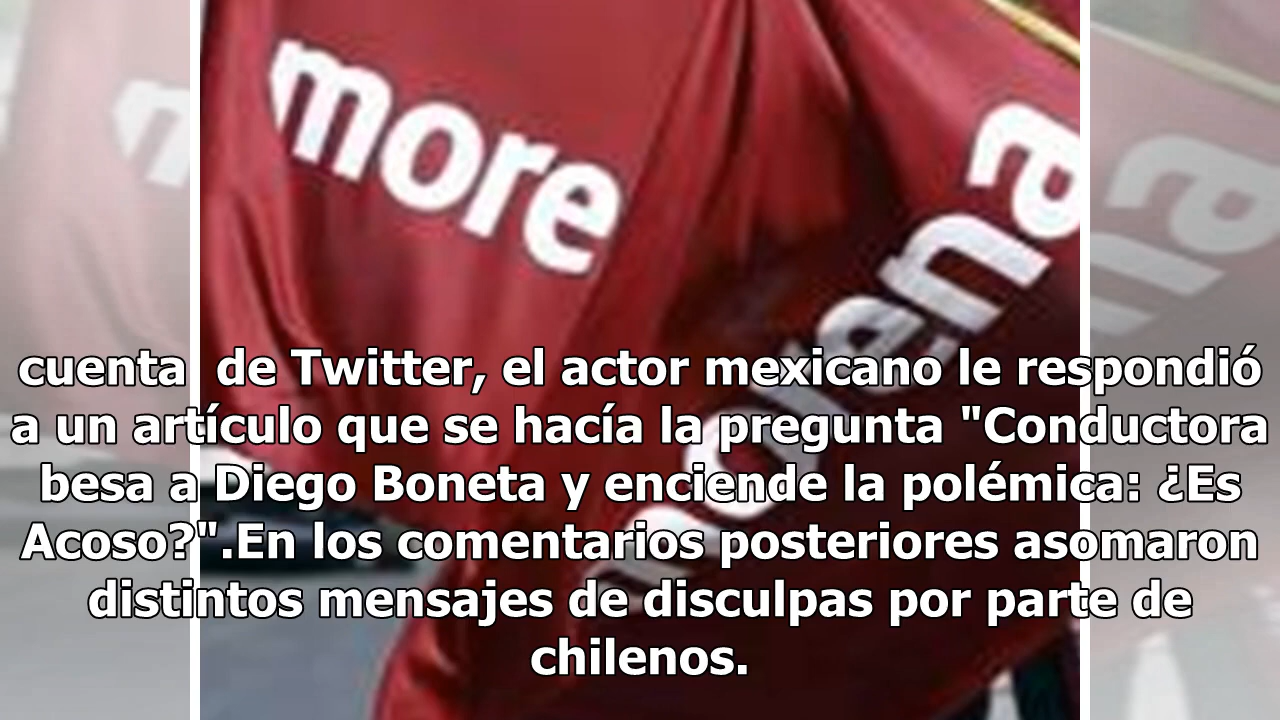 more
morena
na
cuenta  de Twitter, el actor mexicano le respondió
a un artículo que se hacía la pregunta "Conductora
besa a Diego Boneta y enciende la polémica: ¿Es
Acoso?".En los comentarios posteriores asomaron
distintos mensajes de disculpas por parte de
chilenos.